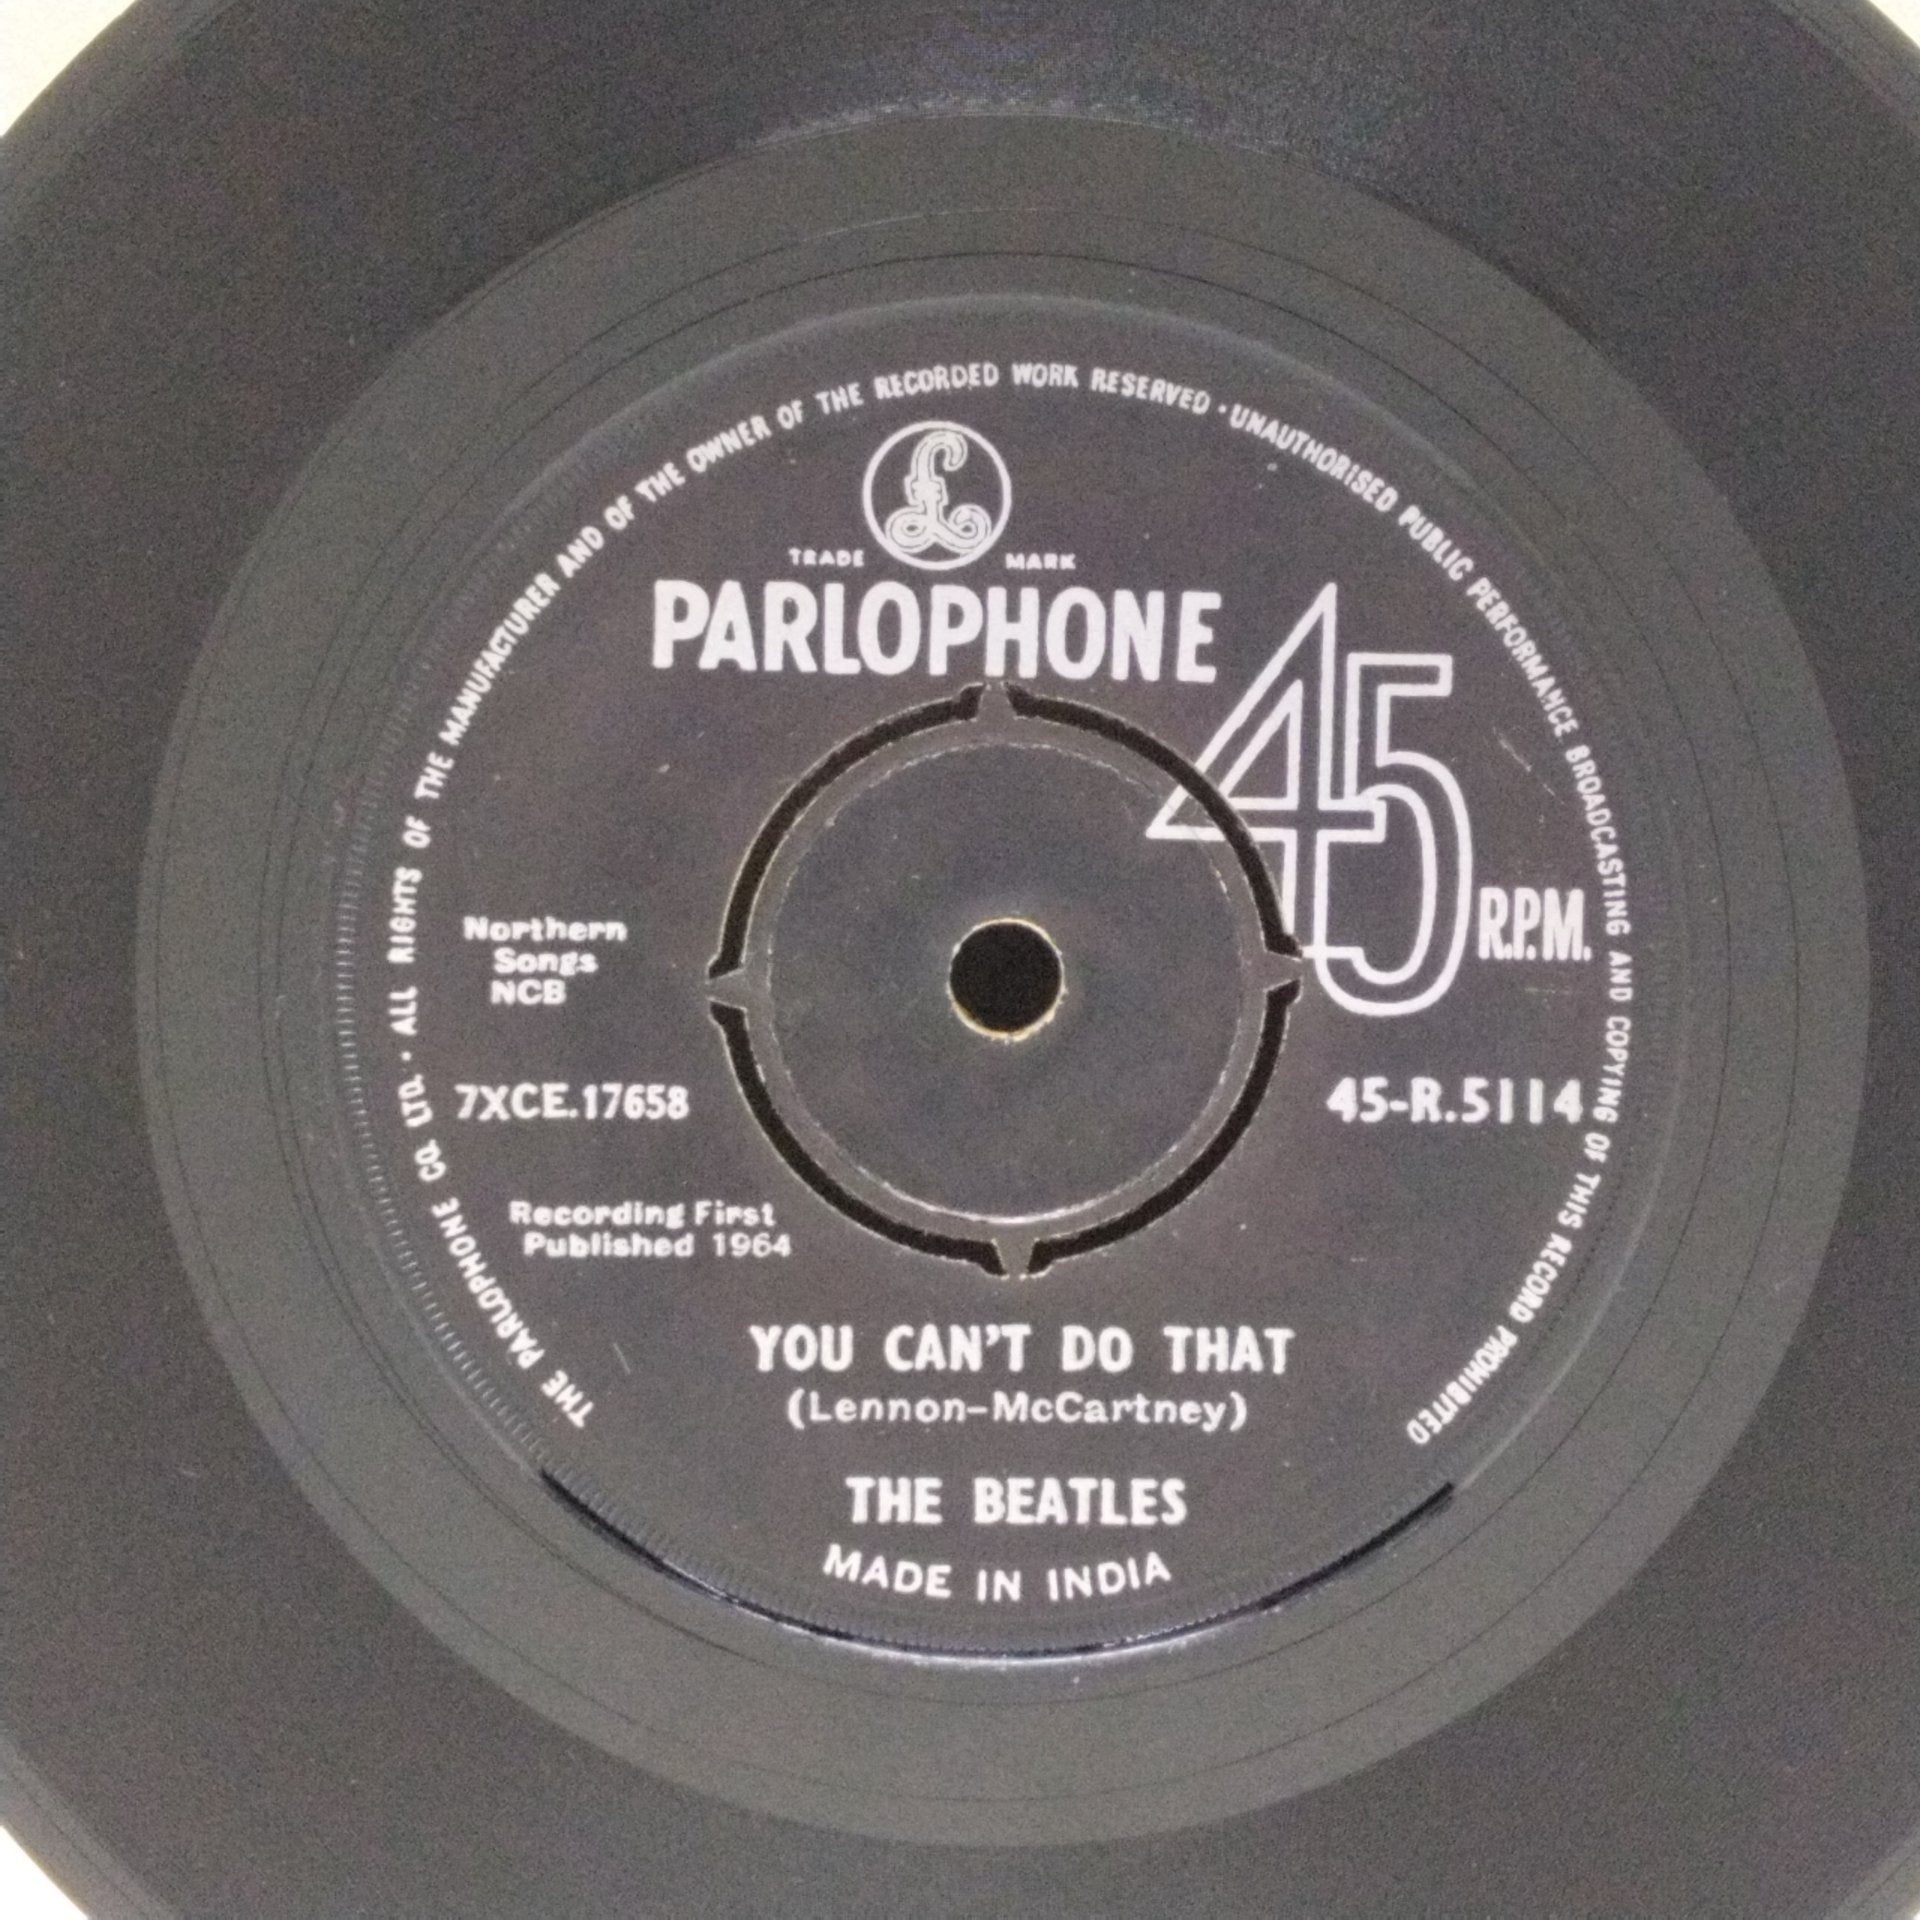 THE PARLOPHONE CO. LTD. · ALL RIGHTS OF THE MANUFACTURER AND OF THE OWNER OF THE RECORDED WORK RESERVED · UNAUTHORISED PUBLIC PERFORMANCE BROADCASTING AND COPYING OF THIS RECORD PROHIBITED
£
TRADE MARK
PARLOPHONE
45 R.P.M.
Northern
Songs
NCB
7XCE.17658
45-R.5114
Recording First
Published 1964
YOU CAN'T DO THAT
(Lennon-McCartney)
THE BEATLES
MADE IN INDIA